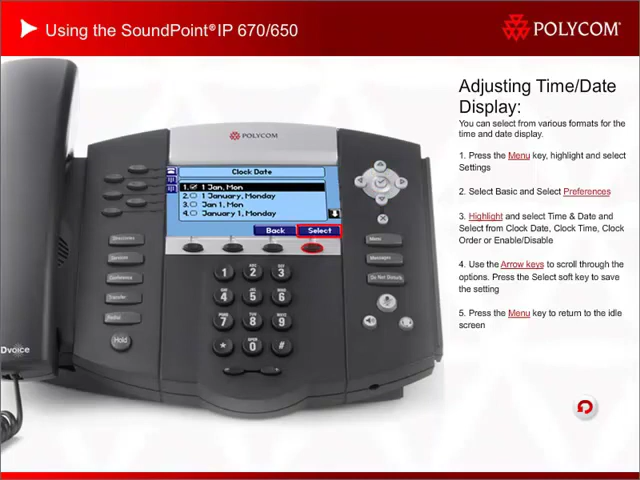 Using the SoundPoint® IP 670/650
POLYCOM®
Adjusting Time/Date
Display:
You can select from various formats for the
time and date display.
1. Press the Menu key, highlight and select
Settings
2. Select Basic and Select Preferences
3. Highlight and select Time & Date and
Select from Clock Date, Clock Time, Clock
Order or Enable/Disable
4. Use the Arrow keys to scroll through the
options. Press the Select soft key to save
the setting
5. Press the Menu key to return to the idle
screen
POLYCOM
Clock Date
1. 1 Jan, Mon
2. 1 January, Monday
3. Jan 1, Mon
4. January 1, Monday
Back Select
Directories
Services
Conference
Transfer
Redial
Hold
Menu
Messages
Do Not Disturb
1 2 ABC 3 DEF
4 GHI 5 JKL 6 MNO
7 PQRS 8 TUV 9 WXYZ
* 0 OPER #
Dvoice